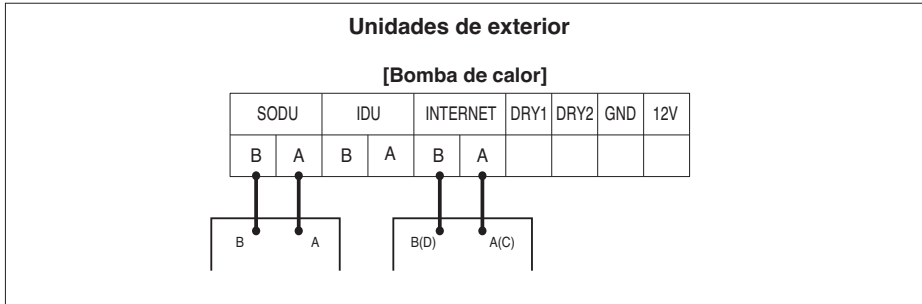 Unidades de exterior
[Bomba de calor]
SODU IDU INTERNET DRY1 DRY2 GND 12V
B A B A B A
B A B(D) A(C)